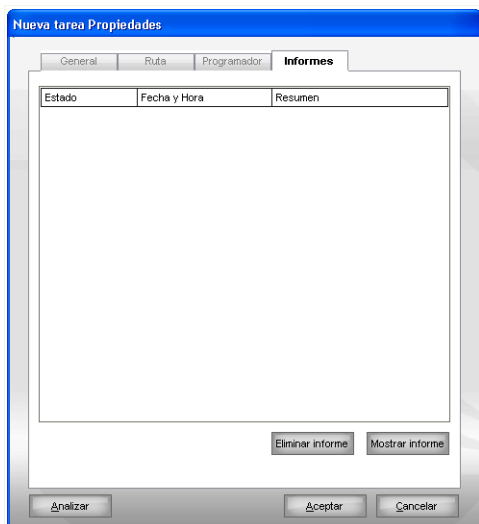 Nueva tarea Propiedades
General Ruta Programador Informes
Estado Fecha y Hora Resumen
Eliminar informe Mostrar informe
Analizar Aceptar Cancelar